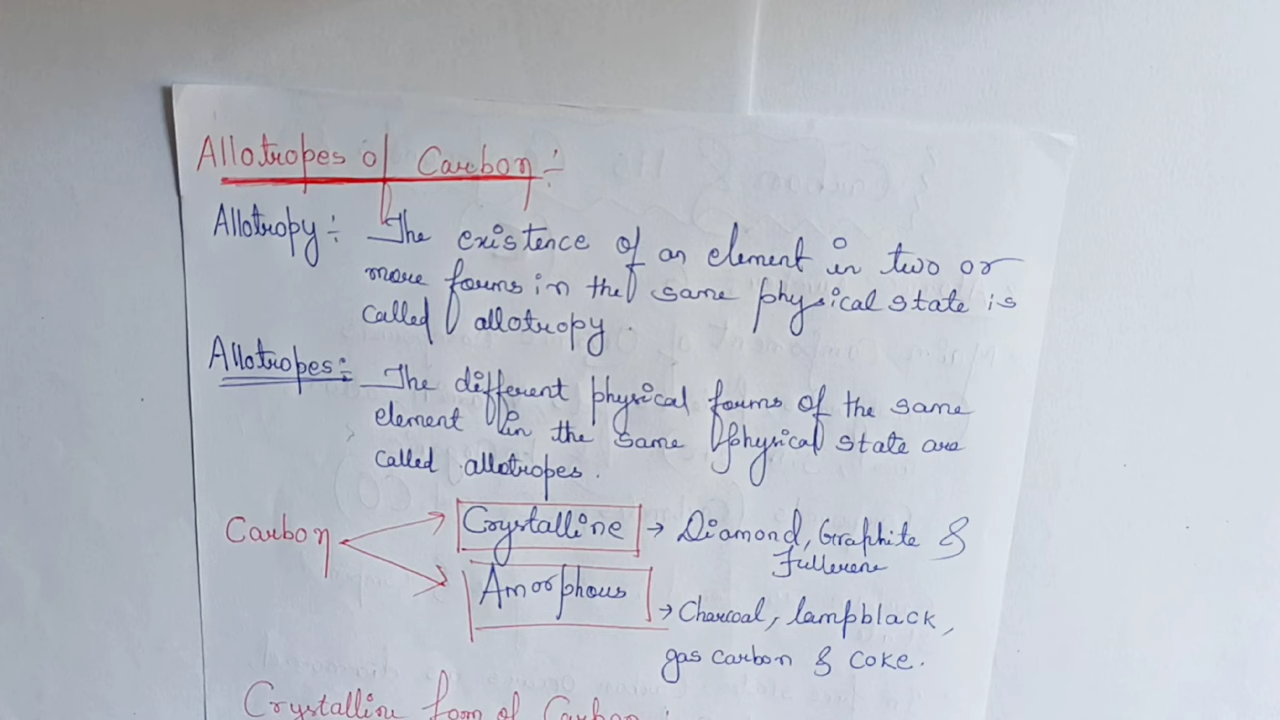 Allotropes of Carbon :-
Allotropy :- The existence of an element in two or
more forms in the same physical state is
called allotropy.
Allotropes :- The different physical forms of the same
element in the same physical state are
called allotropes.
Carbon → Crystalline → Diamond, Graphite &
Fullerene
→ Amorphous → Charcoal, lampblack,
gas carbon & coke.
Crystalline form of Carbon :